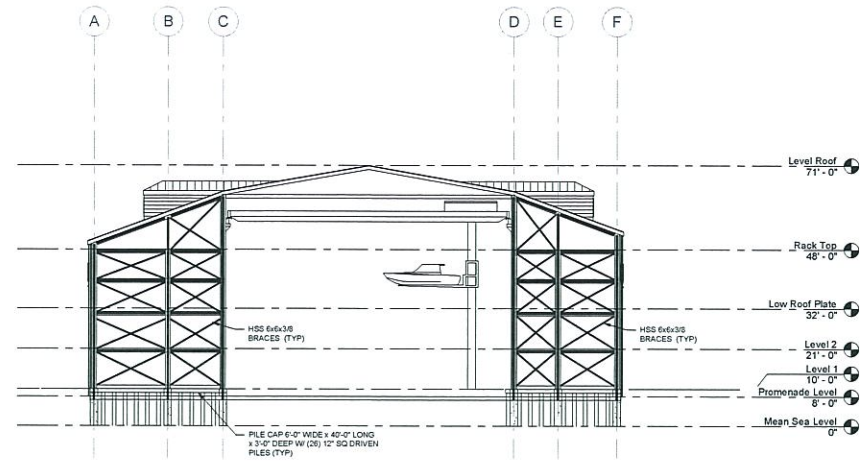 A B C D E F
Level Roof
71' - 0"
Rack Top
48' - 0"
Low Roof Plate
32' - 0"
HSS 6x6x3/8
BRACES (TYP)
HSS 6x6x3/8
BRACES (TYP)
Level 2
21' - 0"
Level 1
10' - 0"
Promenade Level
8' - 0"
Mean Sea Level
0"
PILE CAP 6'-0" WIDE x 40'-0" LONG
x 3'-0" DEEP W/ (26) 12" SQ DRIVEN
PILES (TYP)